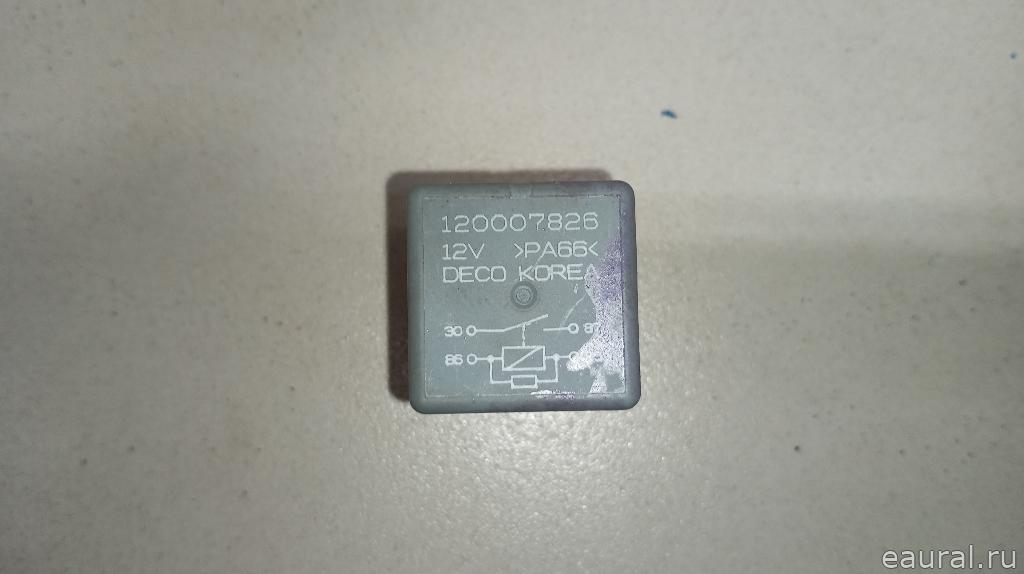 120007826
12V >PA66<
DECO KOREA
30
86
eaural.ru